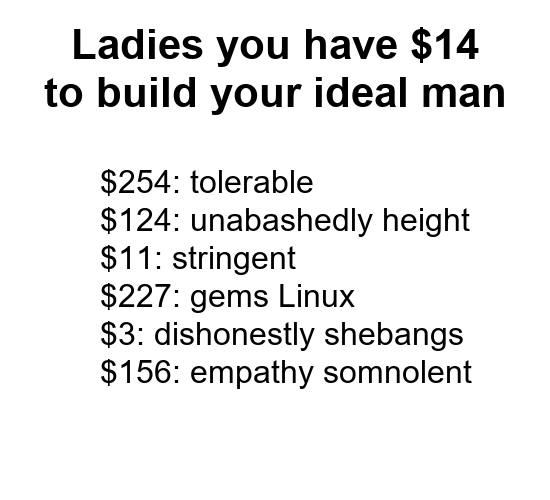 Ladies you have $14
to build your ideal man
$254: tolerable
$124: unabashedly height
$11: stringent
$227: gems Linux
$3: dishonestly shebangs
$156: empathy somnolent